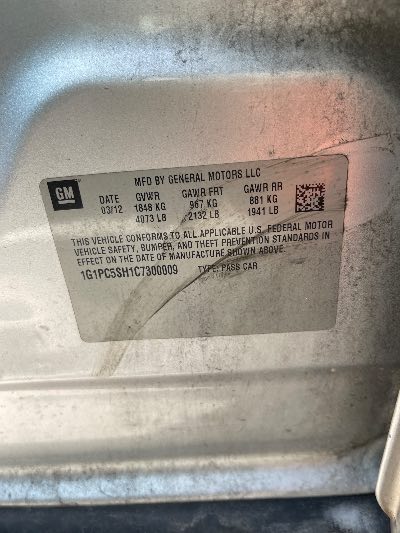 GM
MFD BY GENERAL MOTORS LLC
DATE GVWR GAWR FRT GAWR RR
03/12 1848 KG 967 KG 881 KG
4073 LB 2132 LB 1941 LB
THIS VEHICLE CONFORMS TO ALL APPLICABLE U.S. FEDERAL MOTOR
VEHICLE SAFETY, BUMPER, AND THEFT PREVENTION STANDARDS IN
EFFECT ON THE DATE OF MANUFACTURE SHOWN ABOVE.
1G1PC5SH1C7300009 TYPE: PASS CAR